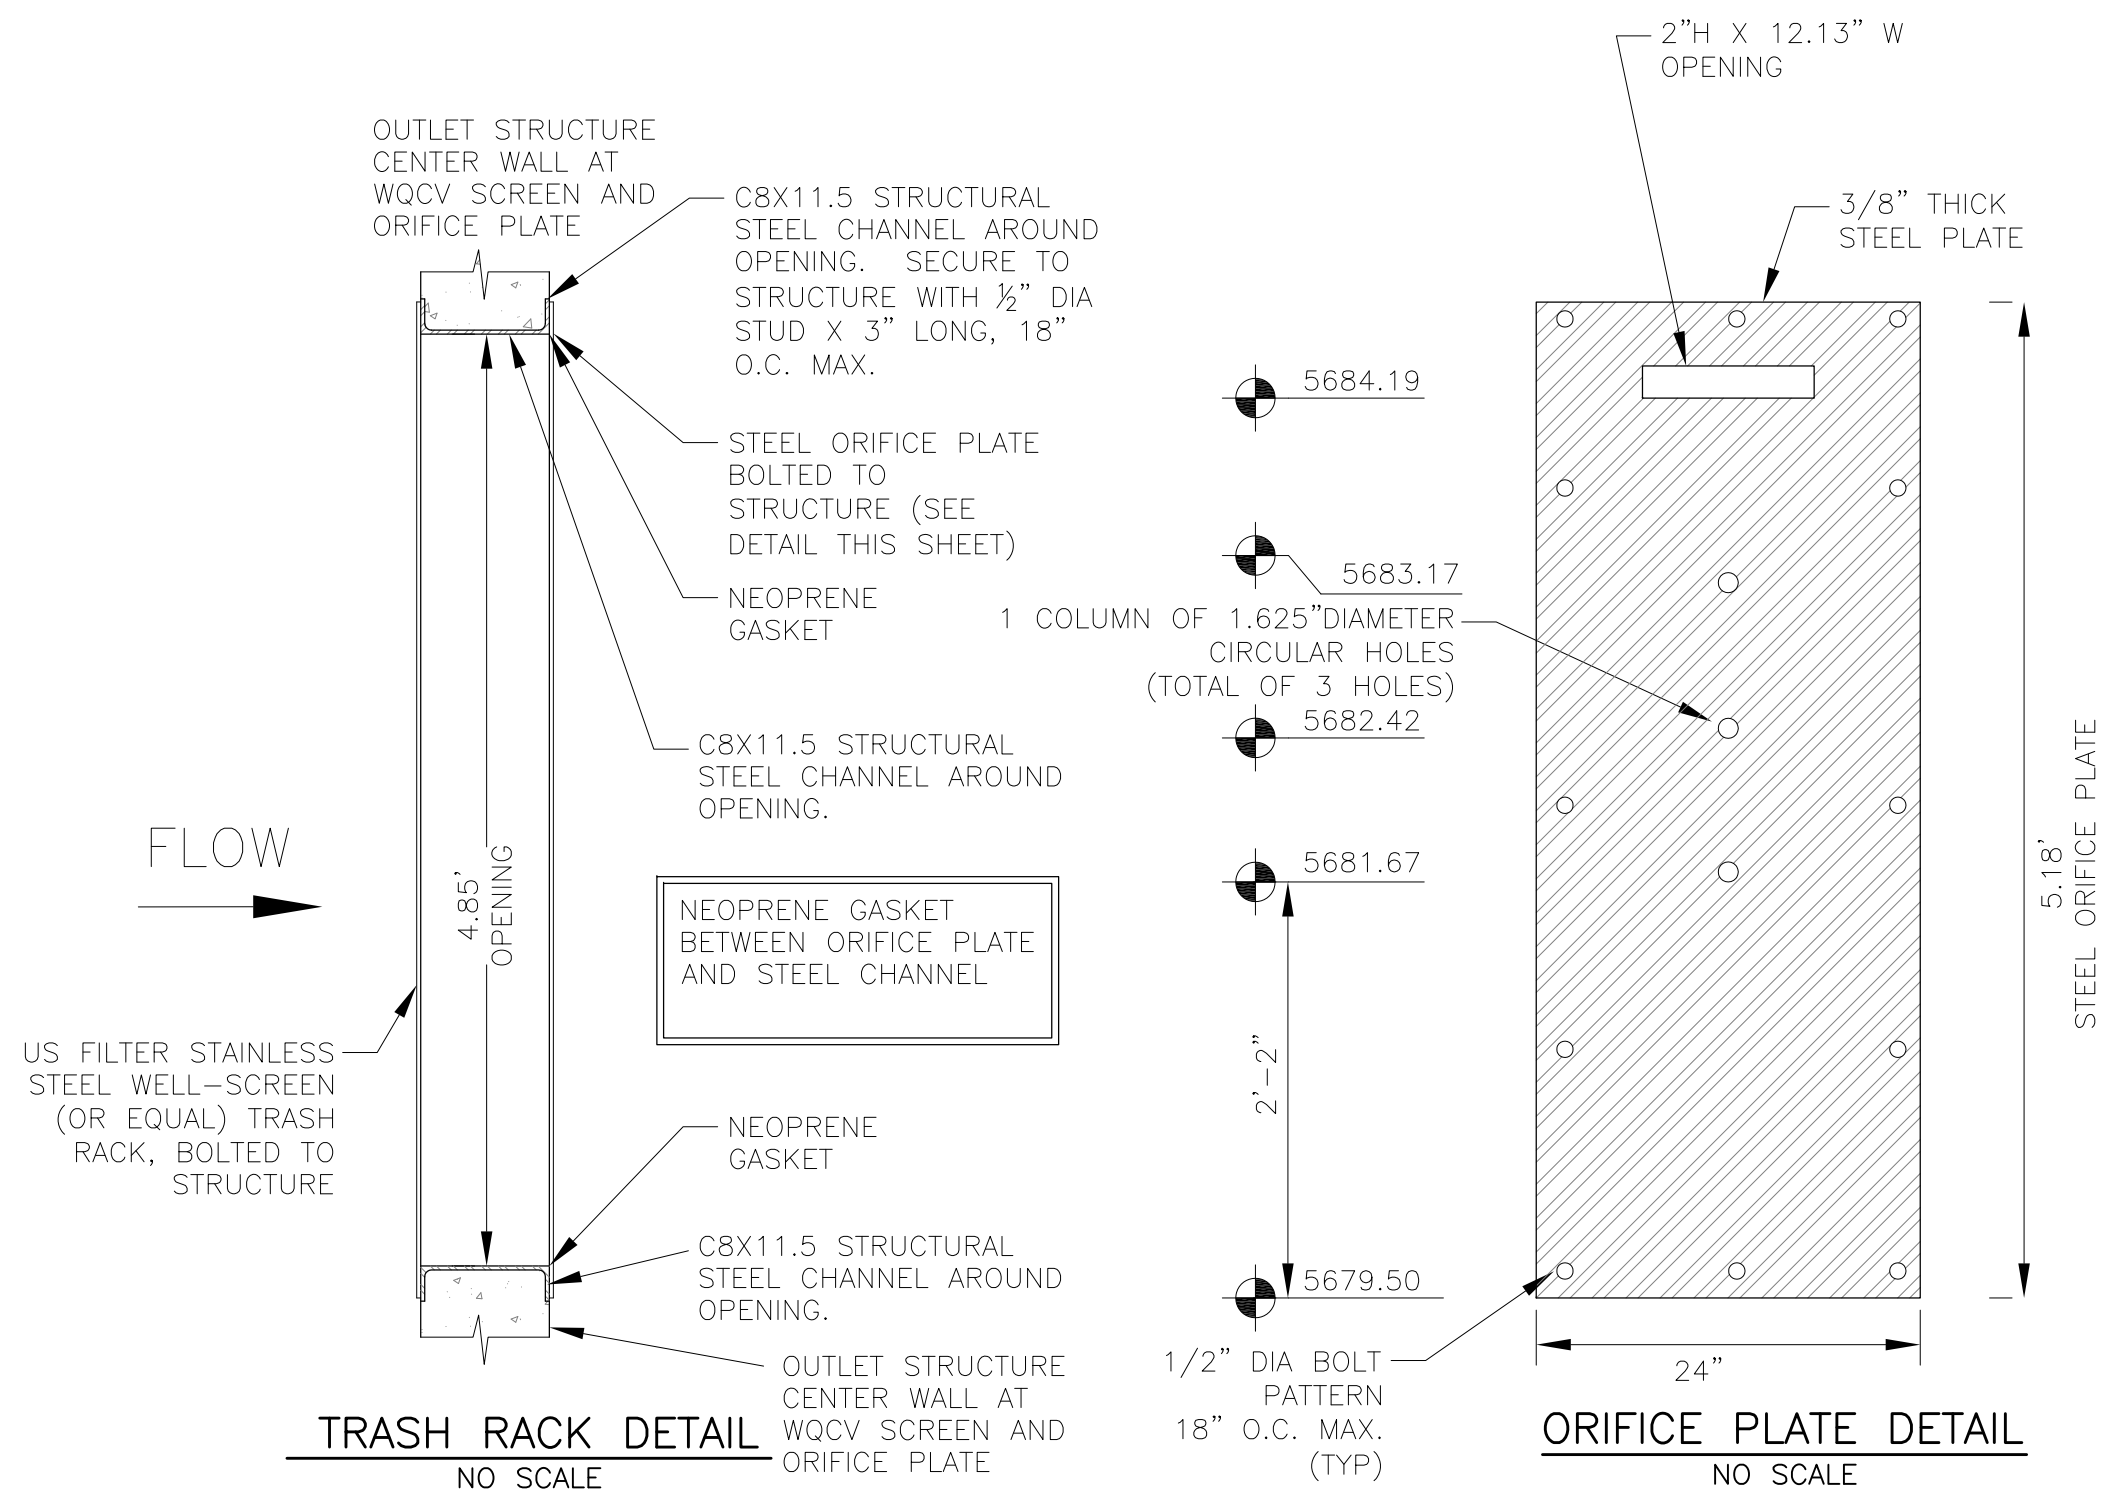 OUTLET STRUCTURE
CENTER WALL AT
WQCV SCREEN AND
ORIFICE PLATE
C8X11.5 STRUCTURAL
STEEL CHANNEL AROUND
OPENING. SECURE TO
STRUCTURE WITH ½" DIA
STUD X 3" LONG, 18"
O.C. MAX.
STEEL ORIFICE PLATE
BOLTED TO
STRUCTURE (SEE
DETAIL THIS SHEET)
NEOPRENE
GASKET
C8X11.5 STRUCTURAL
STEEL CHANNEL AROUND
OPENING.
FLOW
4.85'
OPENING
NEOPRENE GASKET
BETWEEN ORIFICE PLATE
AND STEEL CHANNEL
US FILTER STAINLESS
STEEL WELL-SCREEN
(OR EQUAL) TRASH
RACK, BOLTED TO
STRUCTURE
NEOPRENE
GASKET
C8X11.5 STRUCTURAL
STEEL CHANNEL AROUND
OPENING.
OUTLET STRUCTURE
CENTER WALL AT
WQCV SCREEN AND
ORIFICE PLATE
TRASH RACK DETAIL
NO SCALE
2"H X 12.13" W
OPENING
3/8" THICK
STEEL PLATE
5684.19
5683.17
1 COLUMN OF 1.625"DIAMETER
CIRCULAR HOLES
(TOTAL OF 3 HOLES)
5682.42
5681.67
2'-2"
5679.50
5.18'
STEEL ORIFICE PLATE
24"
1/2" DIA BOLT
PATTERN
18" O.C. MAX.
(TYP)
ORIFICE PLATE DETAIL
NO SCALE